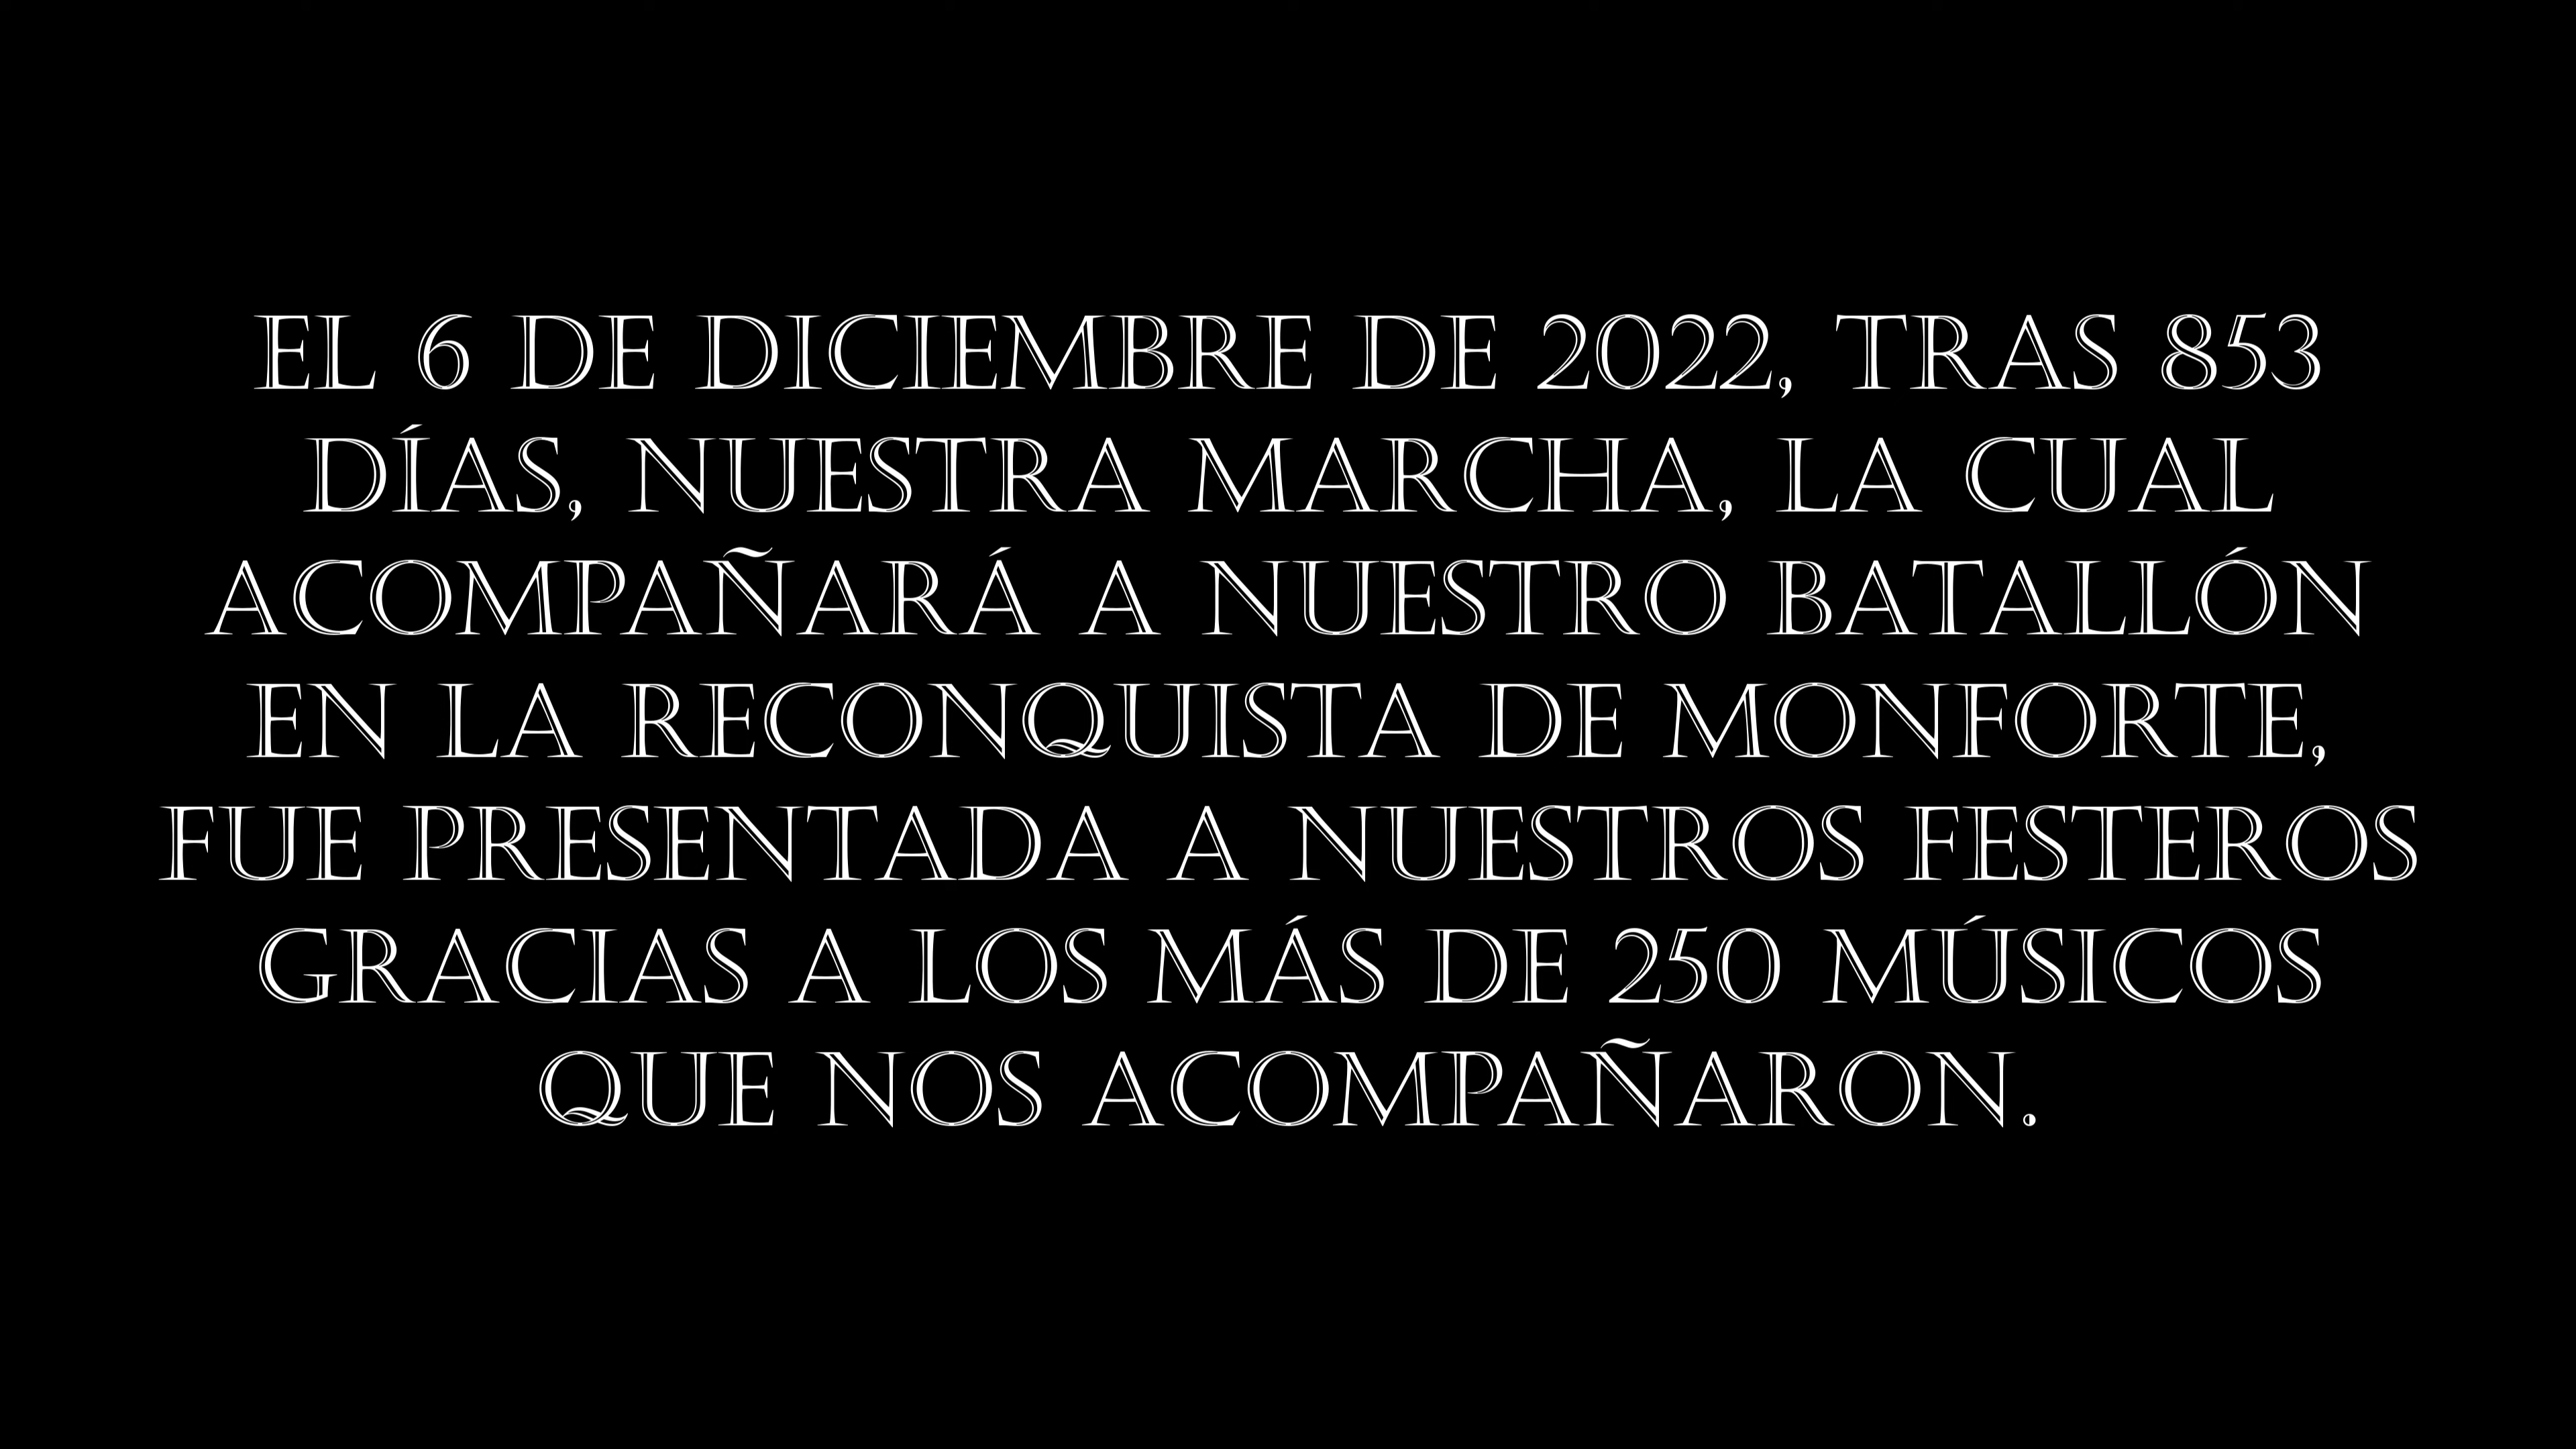 EL 6 DE DICIEMBRE DE 2022, TRAS 853
DÍAS, NUESTRA MARCHA, LA CUAL
ACOMPAÑARÁ A NUESTRO BATALLÓN
EN LA RECONQUISTA DE MONFORTE,
FUE PRESENTADA A NUESTROS FESTEROS
GRACIAS A LOS MÁS DE 250 MÚSICOS
QUE NOS ACOMPAÑARON.